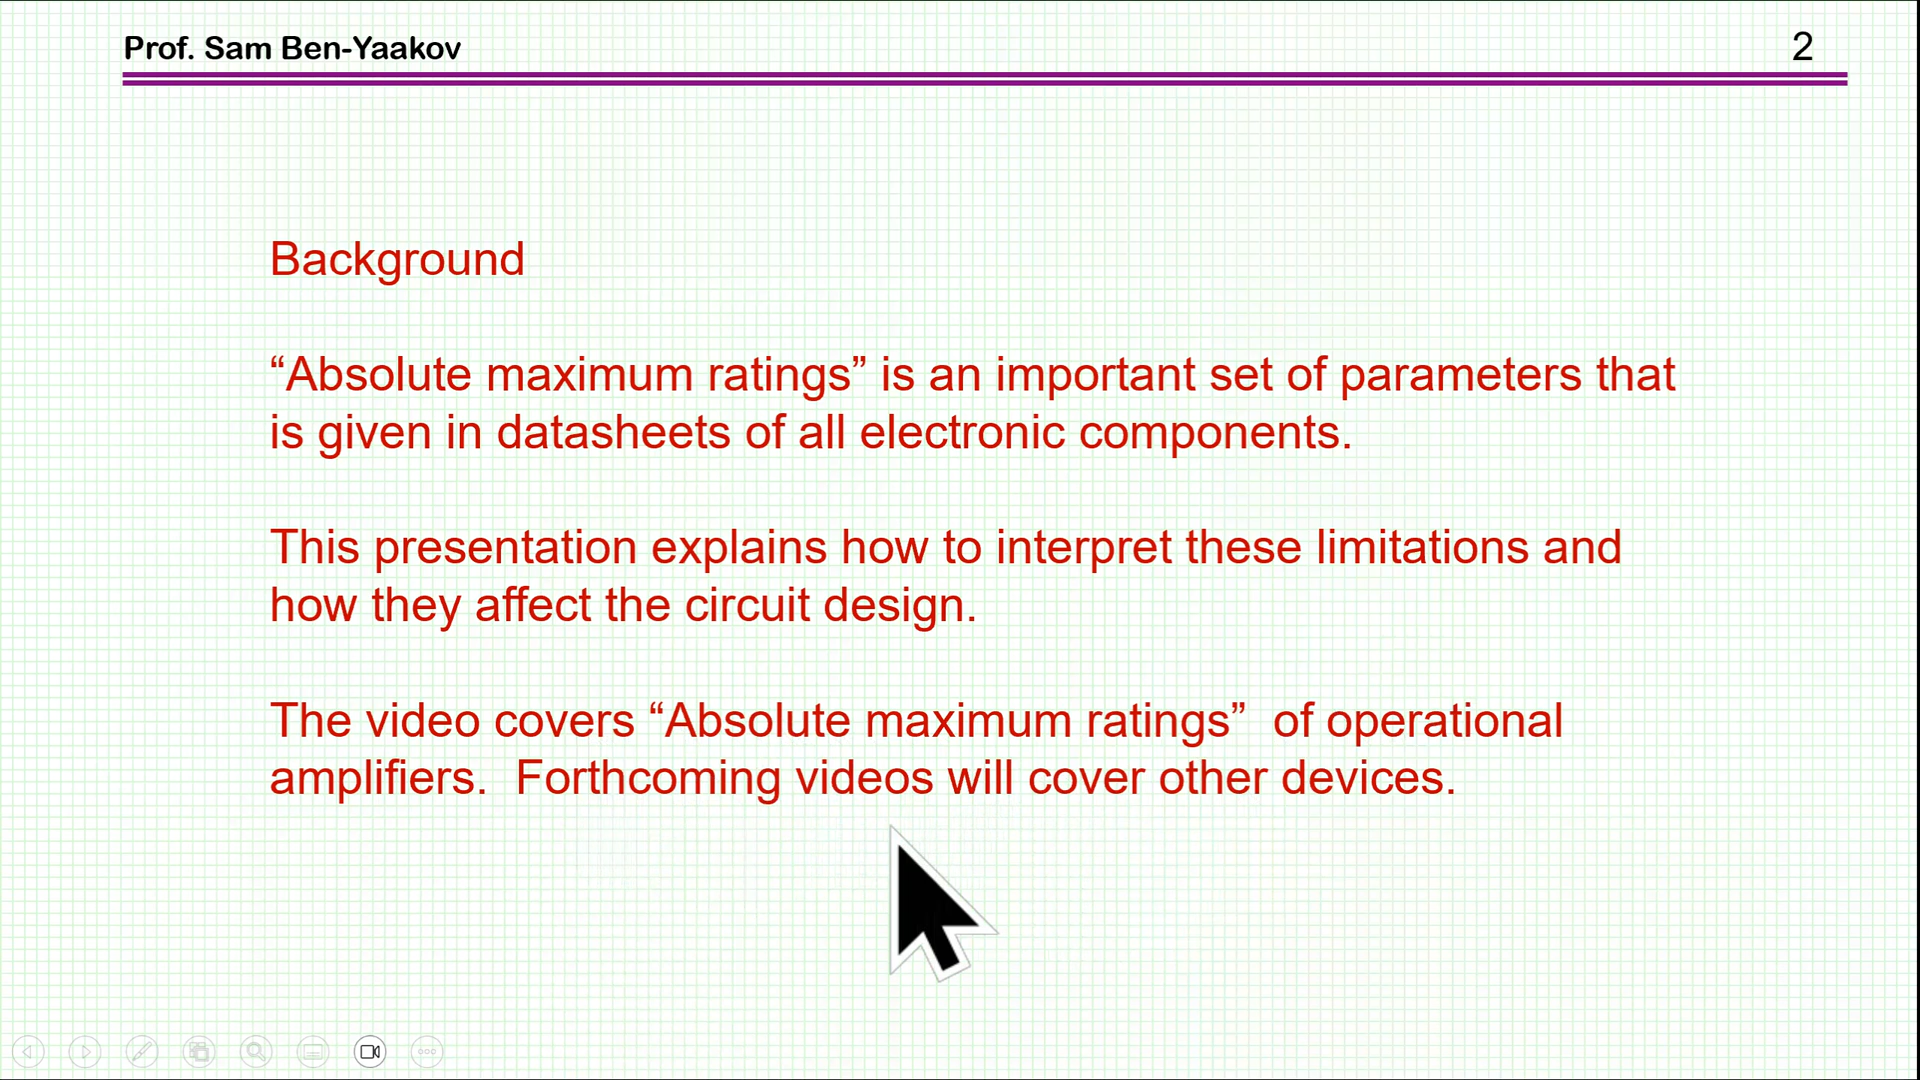 Prof. Sam Ben-Yaakov
2
Background
“Absolute maximum ratings” is an important set of parameters that
is given in datasheets of all electronic components.
This presentation explains how to interpret these limitations and
how they affect the circuit design.
The video covers “Absolute maximum ratings”  of operational
amplifiers.  Forthcoming videos will cover other devices.